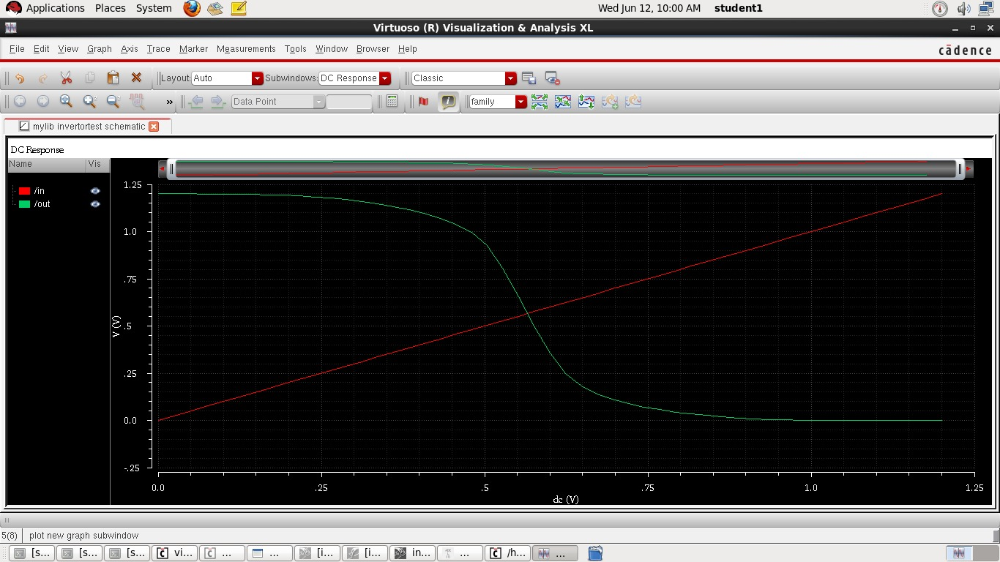 Applications Places System Wed Jun 12, 10:00 AM student1
Virtuoso (R) Visualization & Analysis XL
File Edit View Graph Axis Trace Marker Measurements Tools Window Browser Help cādence
Layout: Auto Subwindows: DC Response Classic
» Data Point family
mylib invertortest schematic
DC Response
Name Vis
/in
/out
1.25
1.0
.75
.5
.25
0.0
-.25
V (V)
0.0 .25 .5 .75 1.0 1.25
dc (V)
5(8) plot new graph subwindow
[s... [s... [s... vi... ... ... [i... [i... in... ... /h... ...